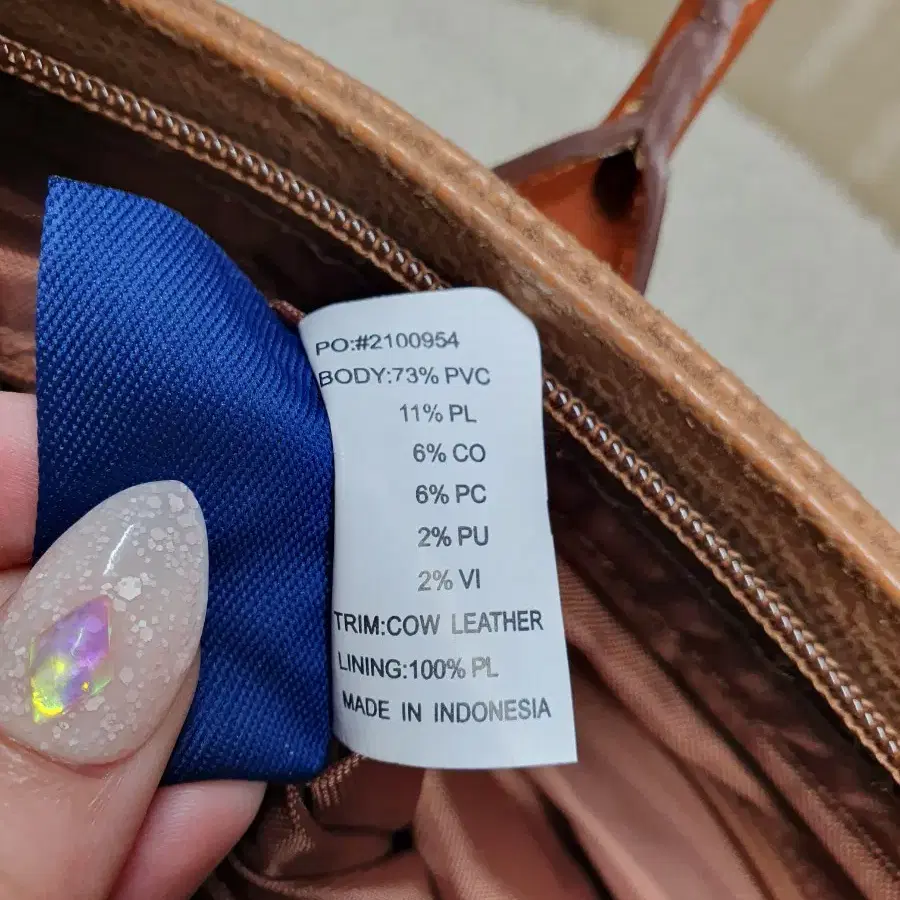 PO:#2100954
BODY:73% PVC
11% PL
6% CO
6% PC
2% PU
2% VI
TRIM:COW LEATHER
LINING:100% PL
MADE IN INDONESIA